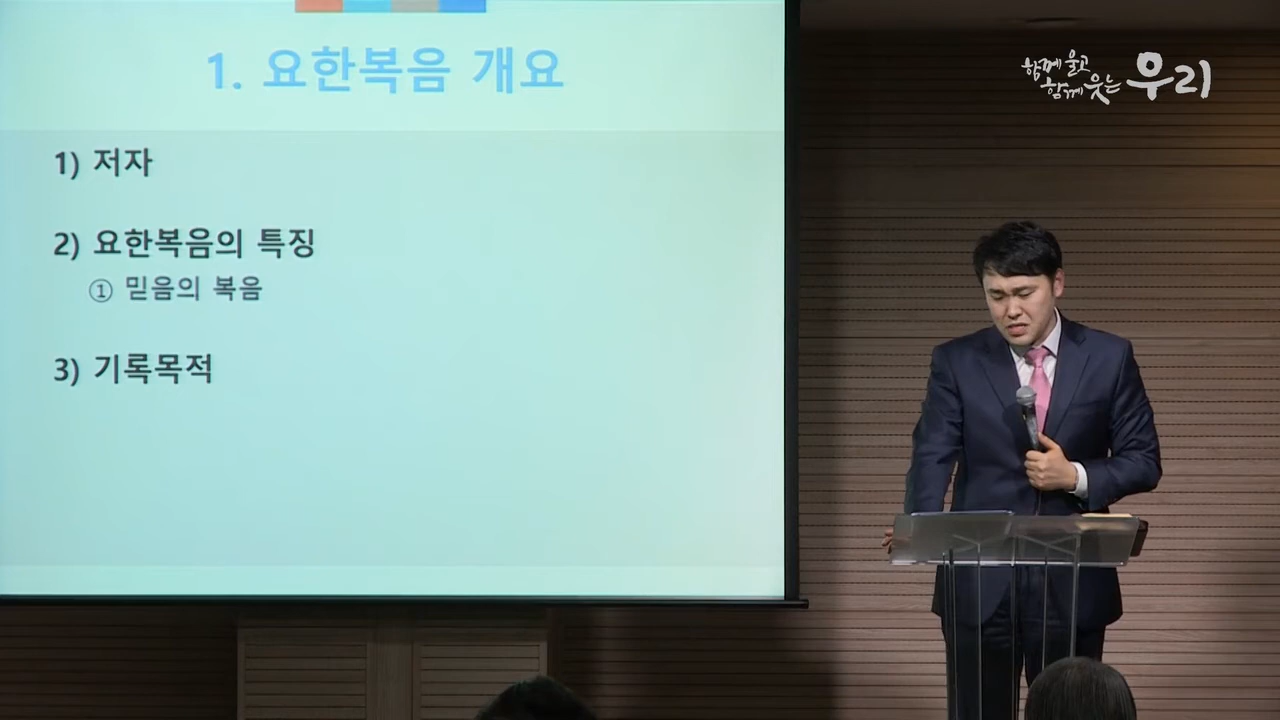 1. 요한복음 개요
1) 저자
2) 요한복음의 특징
① 믿음의 복음
3) 기록목적
함께 울고
함께 웃는 우리